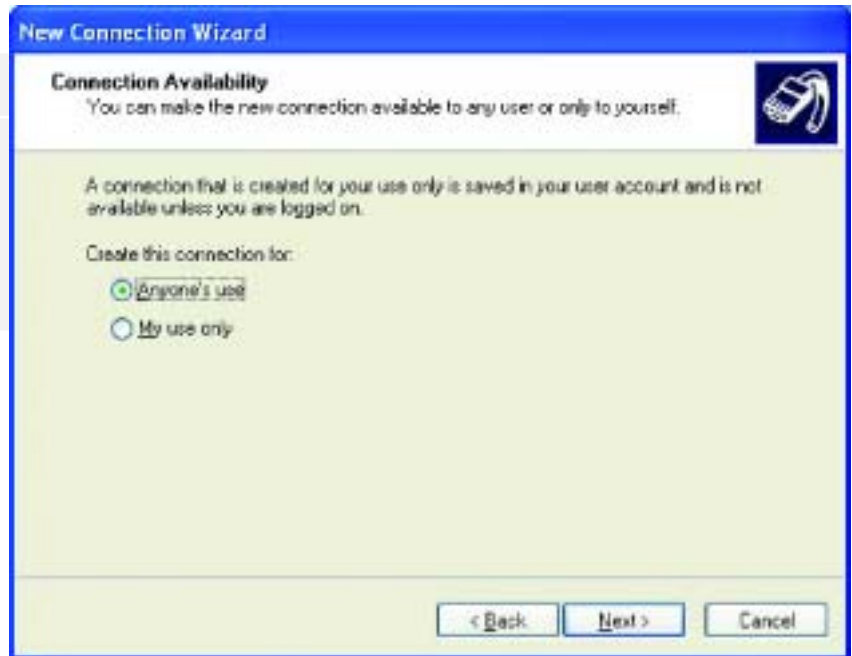 New Connection Wizard
Connection Availability
You can make the new connection available to any user or only to yourself.
A connection that is created for your use only is saved in your user account and is not
available unless you are logged on.
Create this connection for:
Anyone's use
My use only
< Back
Next >
Cancel